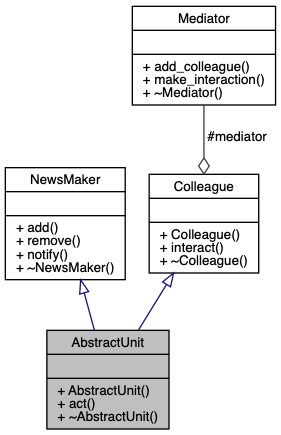 Mediator
+ add_colleague()
+ make_interaction()
+ ~Mediator()
#mediator
NewsMaker
+ add()
+ remove()
+ notify()
+ ~NewsMaker()
Colleague
+ Colleague()
+ interact()
+ ~Colleague()
AbstractUnit
+ AbstractUnit()
+ act()
+ ~AbstractUnit()